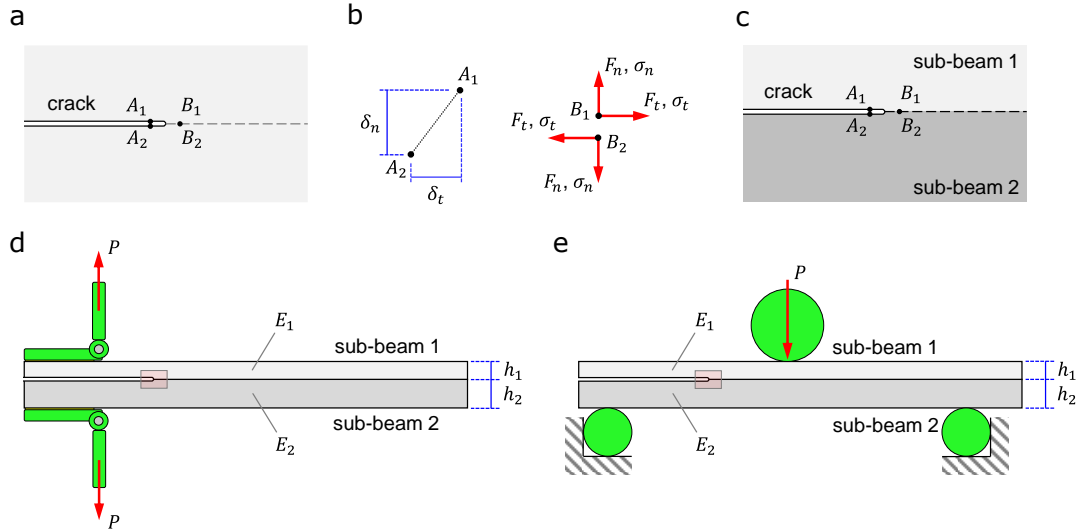 a
crack
A₁
A₂
B₁
B₂
b
δₙ
A₁
A₂
δₜ
Fₙ, σₙ
B₁
Fₜ, σₜ
Fₜ, σₜ
B₂
Fₙ, σₙ
c
sub-beam 1
crack
A₁
A₂
B₁
B₂
sub-beam 2
d
P
E₁
sub-beam 1
h₁
h₂
E₂
sub-beam 2
P
e
P
E₁
sub-beam 1
h₁
h₂
E₂
sub-beam 2